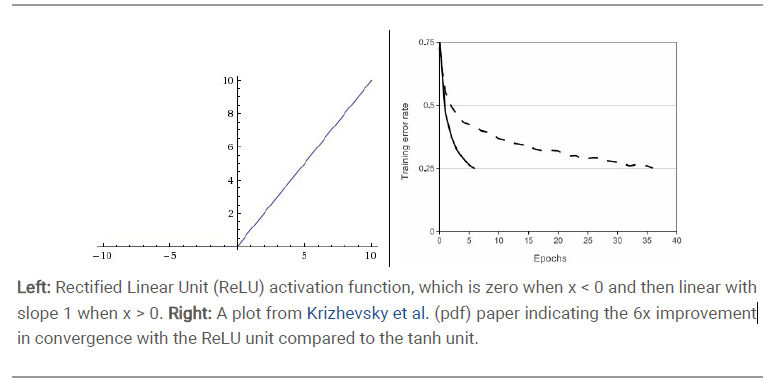 10
8
6
4
2
−10 −5 5 10
0.75
0.5
0.25
0
Training error rate
0 5 10 15 20 25 30 35 40
Epochs
Left: Rectified Linear Unit (ReLU) activation function, which is zero when x < 0 and then linear with
slope 1 when x > 0. Right: A plot from Krizhevsky et al. (pdf) paper indicating the 6x improvement
in convergence with the ReLU unit compared to the tanh unit.